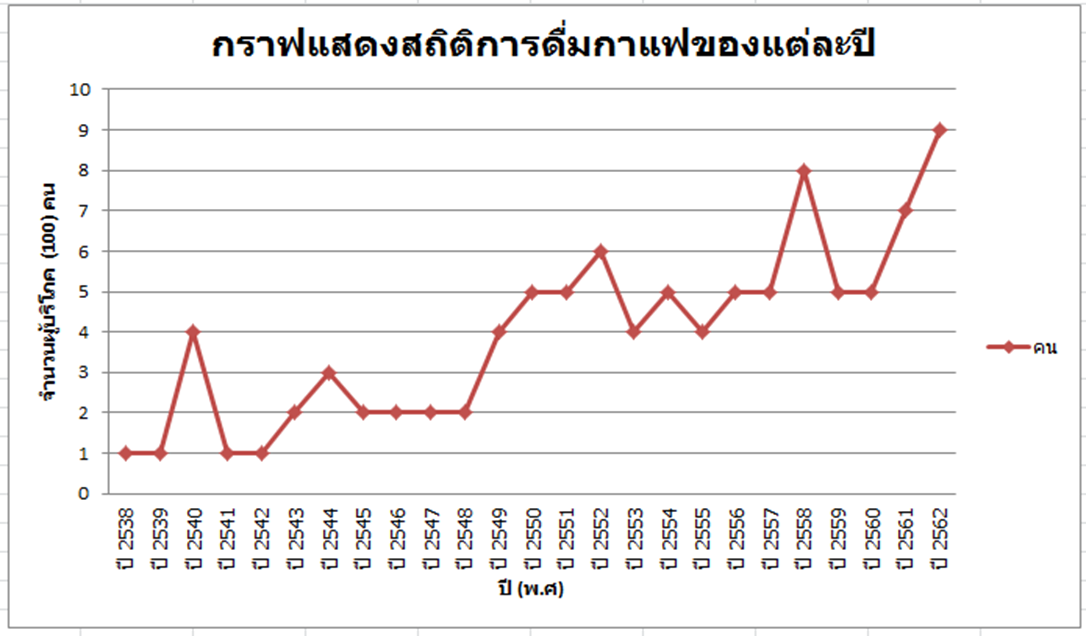 กราฟแสดงสถิติการดื่มกาแฟของแต่ละปี
10
9
8
7
6
5
4
3
2
1
0
จำนวนผู้บริโภค (100) คน
คน
ปี 2538
ปี 2539
ปี 2540
ปี 2541
ปี 2542
ปี 2543
ปี 2544
ปี 2545
ปี 2546
ปี 2547
ปี 2548
ปี 2549
ปี 2550
ปี 2551
ปี 2552
ปี 2553
ปี 2554
ปี 2555
ปี 2556
ปี 2557
ปี 2558
ปี 2559
ปี 2560
ปี 2561
ปี 2562
ปี (พ.ศ)